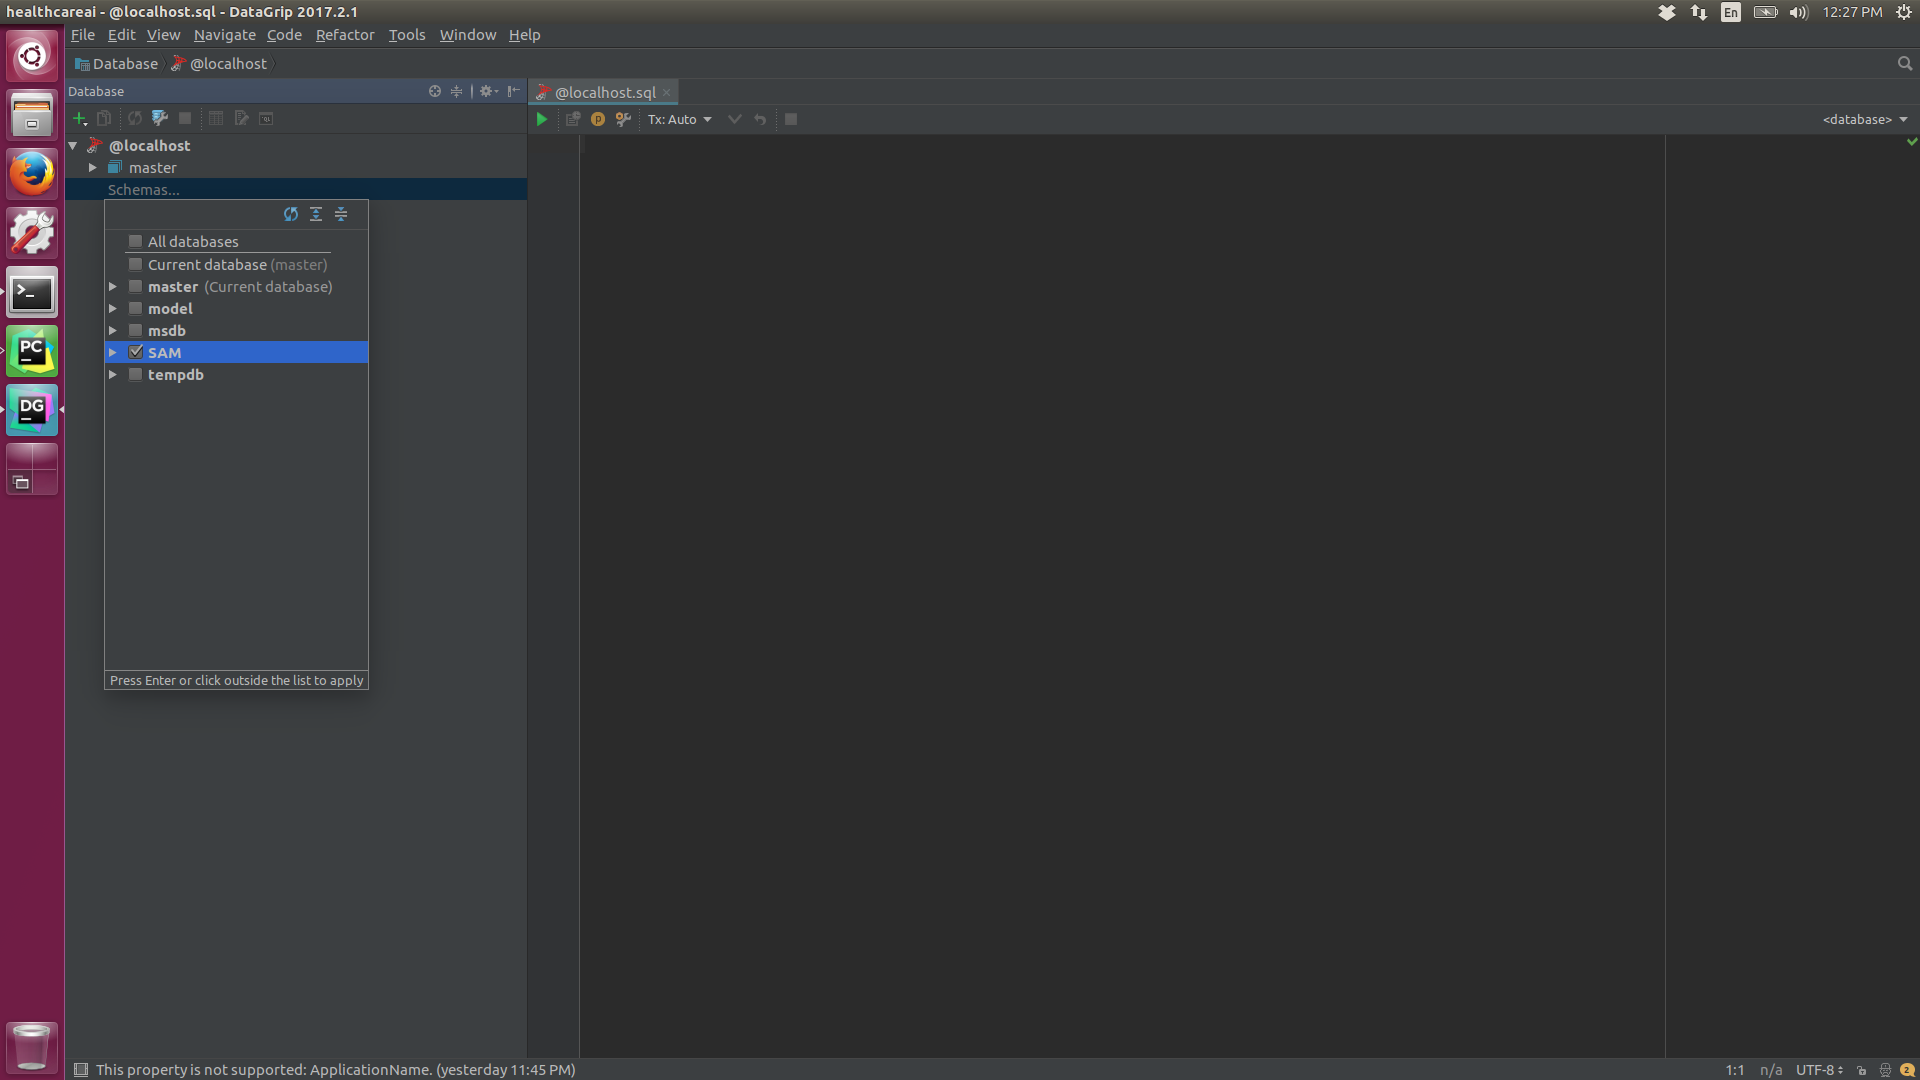 healthcareai - @localhost.sql - DataGrip 2017.2.1
En
12:27 PM
File Edit View Navigate Code Refactor Tools Window Help
Database @localhost
Database
@localhost.sql
Tx: Auto
<database>
@localhost
master
Schemas...
All databases
Current database (master)
master (Current database)
model
msdb
SAM
tempdb
Press Enter or click outside the list to apply
PC
DG
This property is not supported: ApplicationName. (yesterday 11:45 PM)
1:1 n/a UTF-8 2